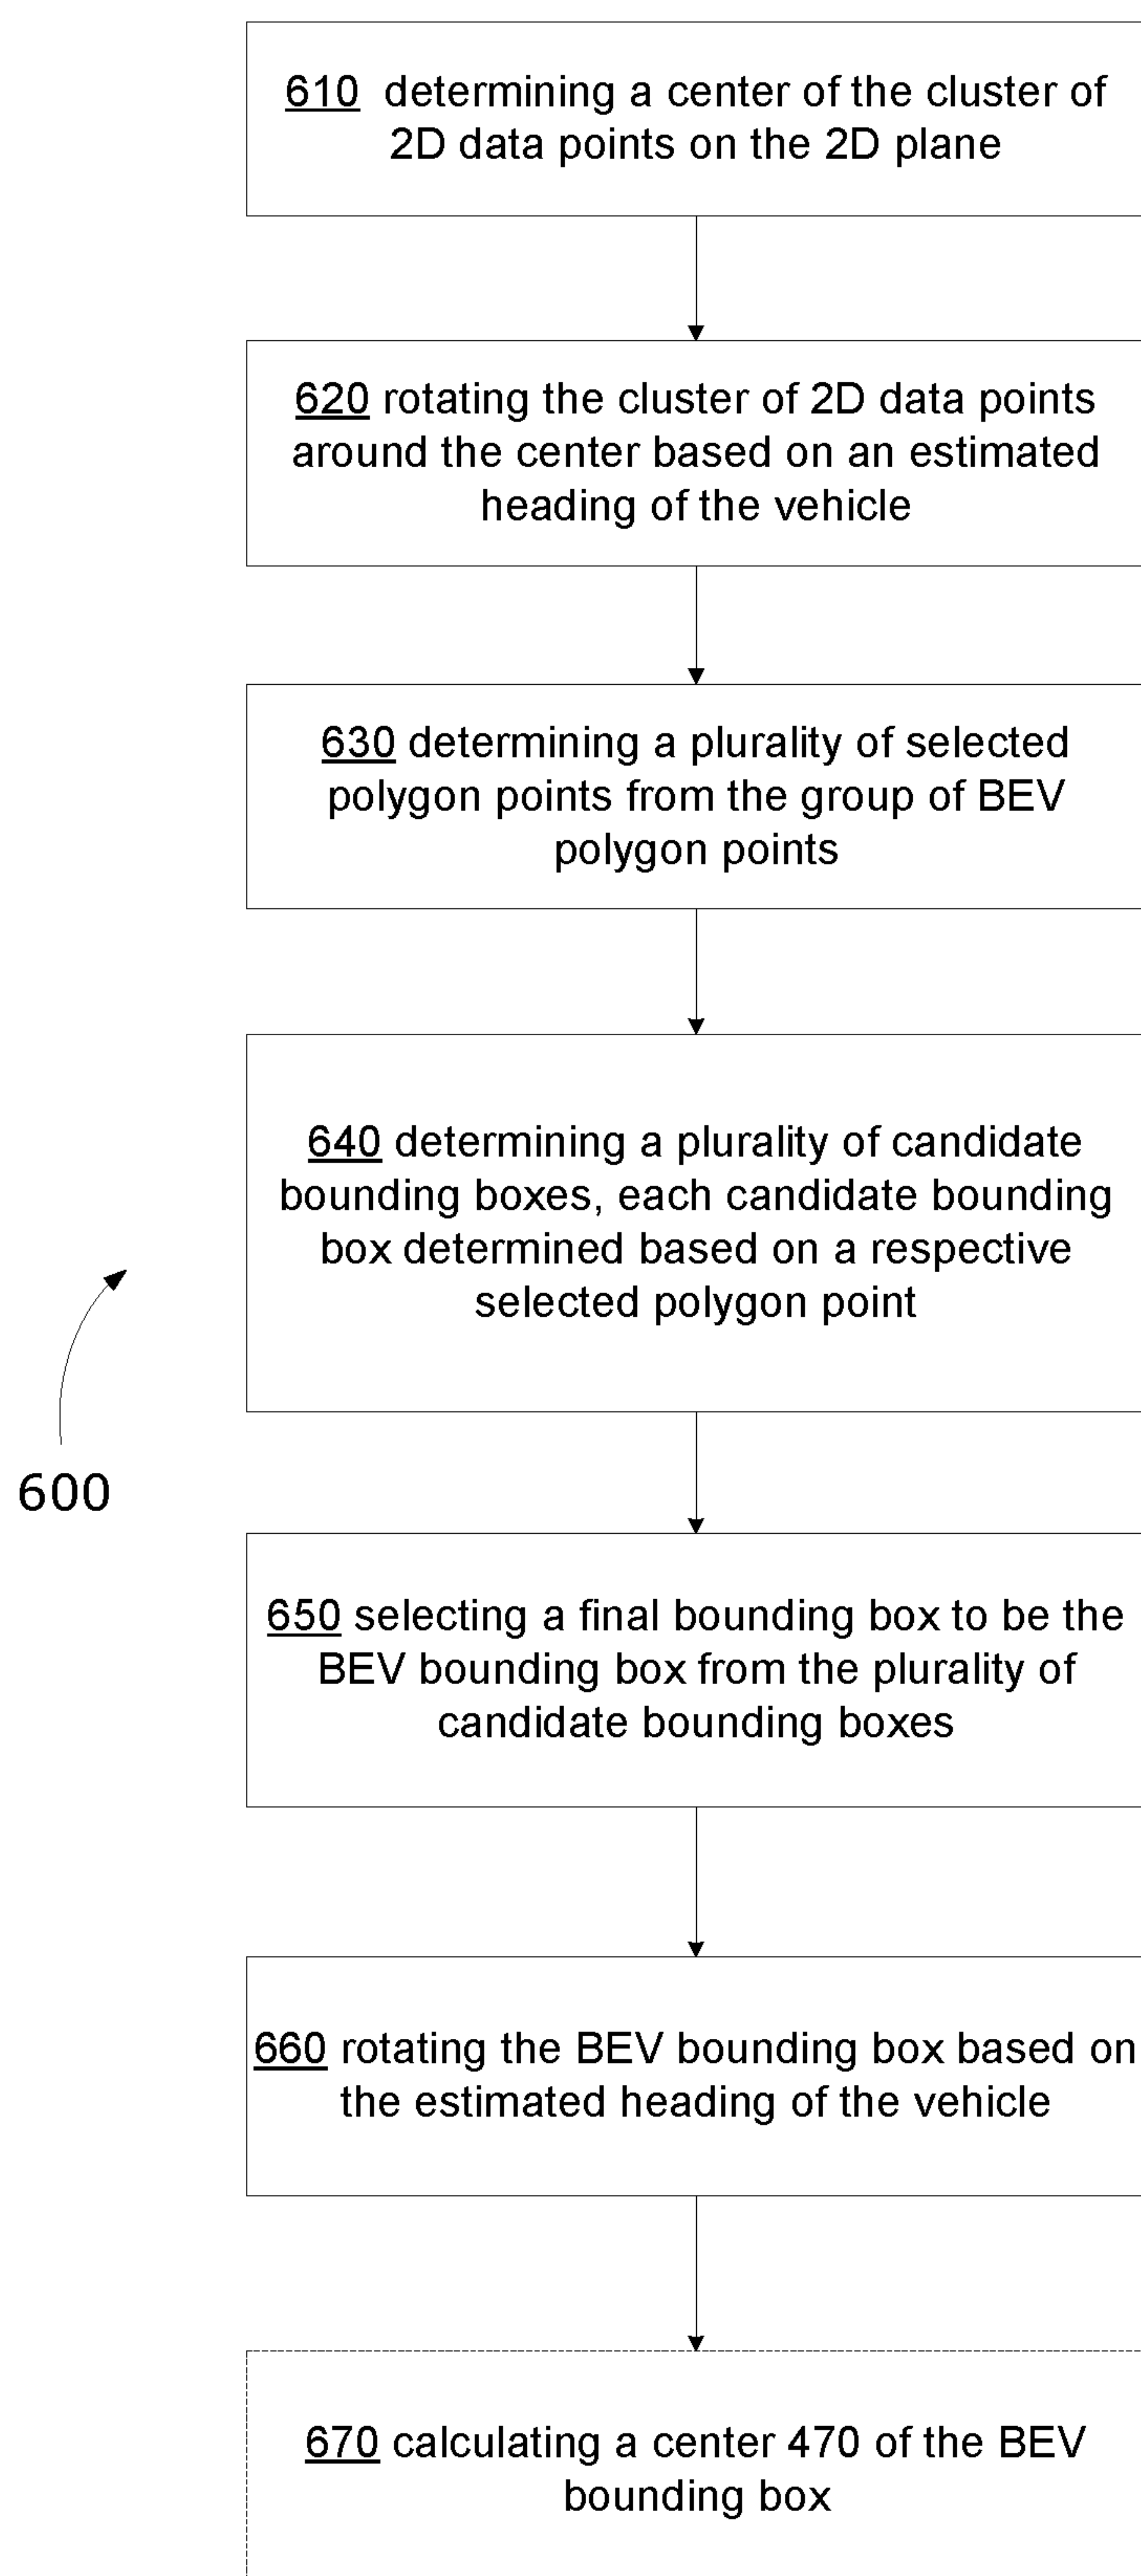 610 determining a center of the cluster of
2D data points on the 2D plane
620 rotating the cluster of 2D data points
around the center based on an estimated
heading of the vehicle
630 determining a plurality of selected
polygon points from the group of BEV
polygon points
640 determining a plurality of candidate
bounding boxes, each candidate bounding
box determined based on a respective
selected polygon point
600
650 selecting a final bounding box to be the
BEV bounding box from the plurality of
candidate bounding boxes
660 rotating the BEV bounding box based on
the estimated heading of the vehicle
670 calculating a center 470 of the BEV
bounding box